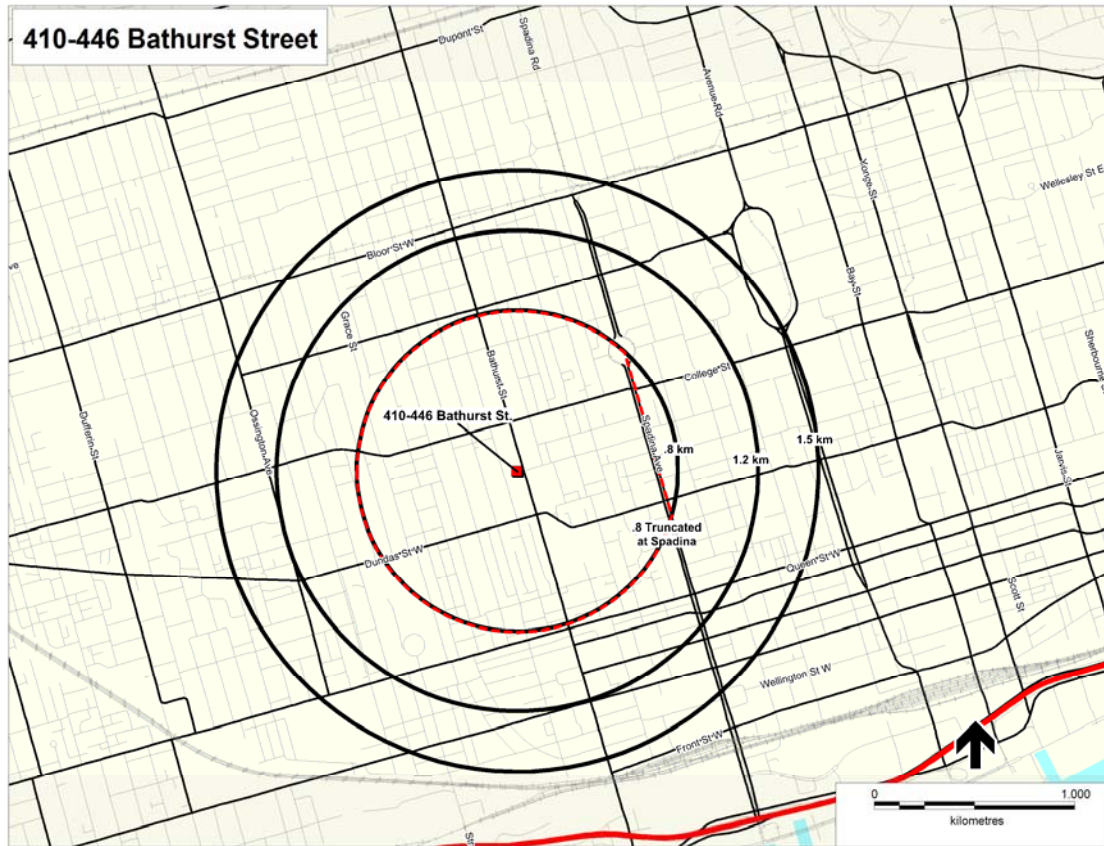 410-446 Bathurst Street
Dupont St
Spadina Rd
Avenue Rd
Yonge St.
Wellesley St E
Bloor St W
Grace St
Bathurst St.
Bay St.
College St
Sherbourne St
410-446 Bathurst St.
Dufferin St
Ossington Ave
Spadina Ave
.8 km
1.2 km
1.5 km
Jarvis St
.8 Truncated
at Spadina
Dundas St W
Queen St W
Scott St
Wellington St W
Front St W
0
1.000
kilometres